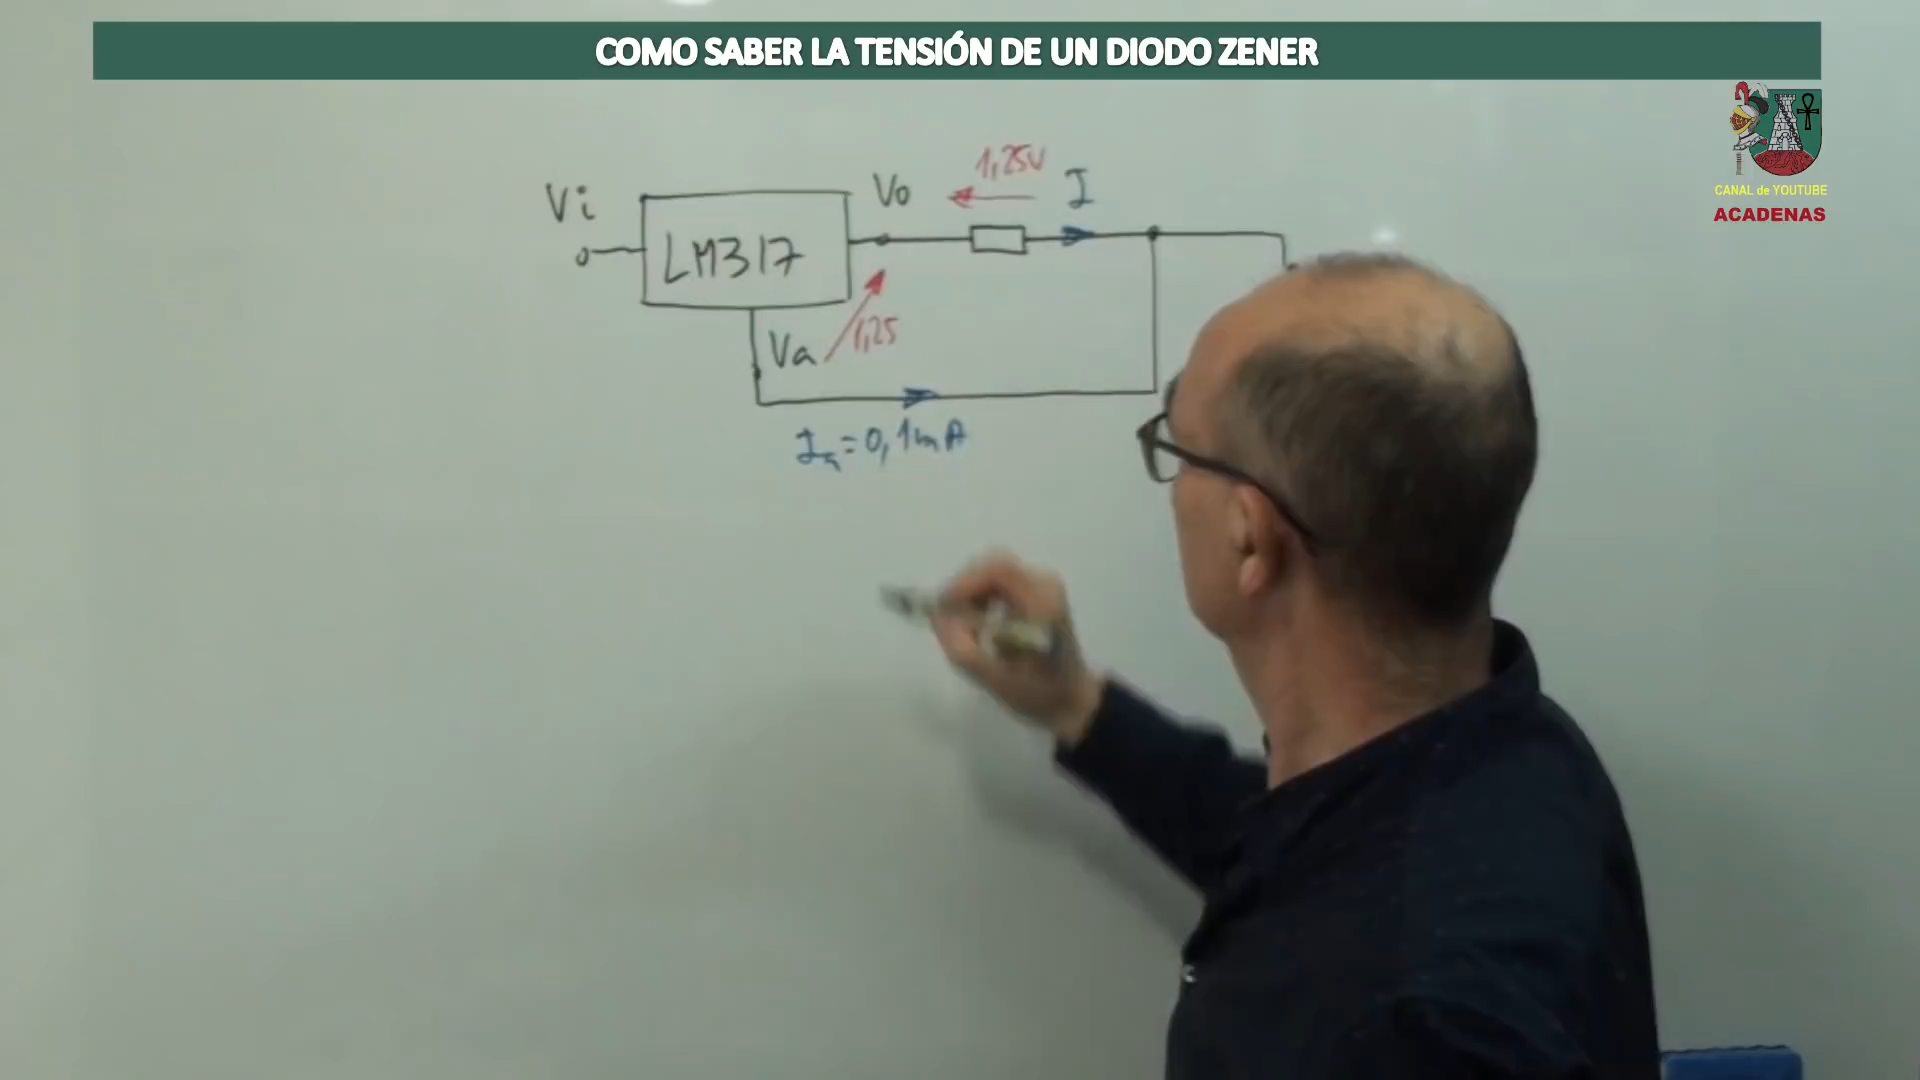 COMO SABER LA TENSIÓN DE UN DIODO ZENER
CANAL de YOUTUBE
ACADENAS
Vi
LM317
Vo
1,25V
I
Va
1,25
Ia=0,1mA